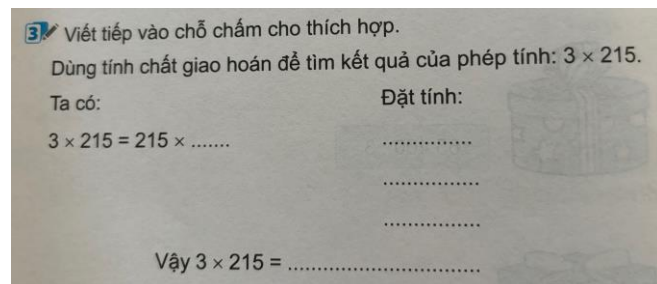 3 Viết tiếp vào chỗ chấm cho thích hợp.
Dùng tính chất giao hoán để tìm kết quả của phép tính: 3 × 215.
Ta có:
Đặt tính:
3 × 215 = 215 × .......
...............
................
................
Vậy 3 × 215 = ................................